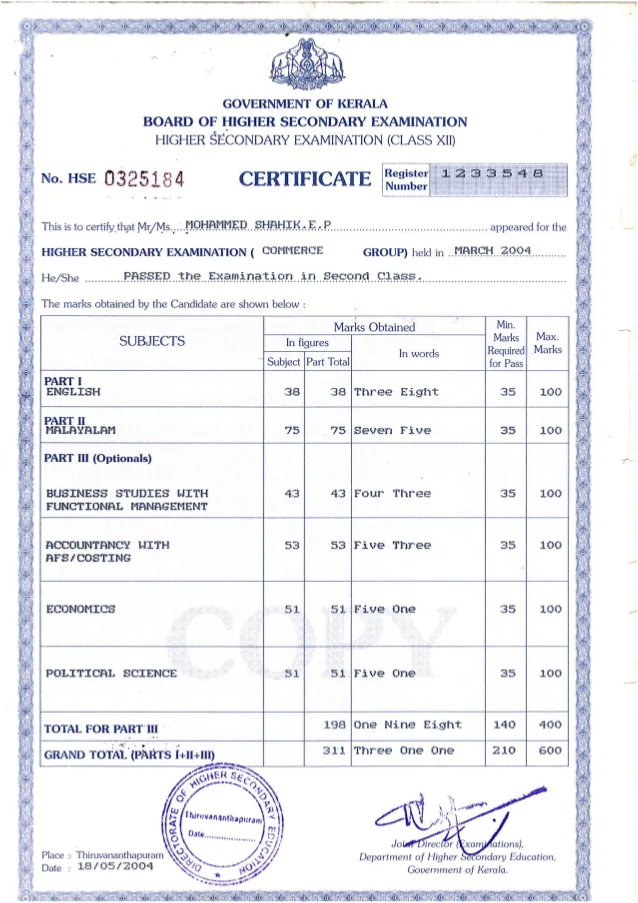 GOVERNMENT OF KERALA
BOARD OF HIGHER SECONDARY EXAMINATION
HIGHER SECONDARY EXAMINATION (CLASS XII)
No. HSE 0325184 CERTIFICATE Register Number 1233548
This is to certify that Mr/Ms. MOHAMMED SHAHIK.E.P appeared for the
HIGHER SECONDARY EXAMINATION ( COMMERCE GROUP) held in MARCH 2004
He/She PASSED the Examination in Second Class.
The marks obtained by the Candidate are shown below :
SUBJECTS Marks Obtained Min. Marks Required for Pass Max. Marks
In figures In words
Subject Part Total
PART I
ENGLISH 38 38 Three Eight 35 100
PART II
MALAYALAM 75 75 Seven Five 35 100
PART III (Optionals)
BUSINESS STUDIES WITH 43 43 Four Three 35 100
FUNCTIONAL MANAGEMENT
ACCOUNTANCY WITH 53 53 Five Three 35 100
AFS/COSTING
ECONOMICS 51 51 Five One 35 100
COPY
POLITICAL SCIENCE 51 51 Five One 35 100
TOTAL FOR PART III 198 One Nine Eight 140 400
GRAND TOTAL (PARTS I+II+III) 311 Three One One 210 600
DIRECTORATE OF HIGHER SECONDARY EDUCATION
Thiruvananthapuram
Date
Joint Director (Examinations),
Place : Thiruvananthapuram Department of Higher Secondary Education,
Date : 18/05/2004 Government of Kerala.